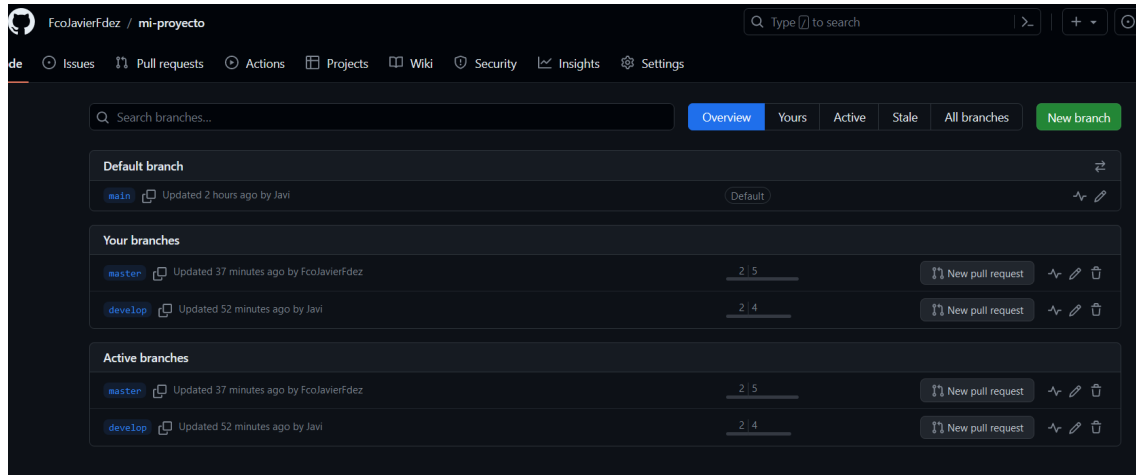 FcoJavierFdez / mi-proyecto Type / to search
de Issues Pull requests Actions Projects Wiki Security Insights Settings
Search branches... Overview Yours Active Stale All branches New branch
Default branch
main Updated 2 hours ago by Javi Default
Your branches
master Updated 37 minutes ago by FcoJavierFdez 2 | 5 New pull request
develop Updated 52 minutes ago by Javi 2 | 4 New pull request
Active branches
master Updated 37 minutes ago by FcoJavierFdez 2 | 5 New pull request
develop Updated 52 minutes ago by Javi 2 | 4 New pull request